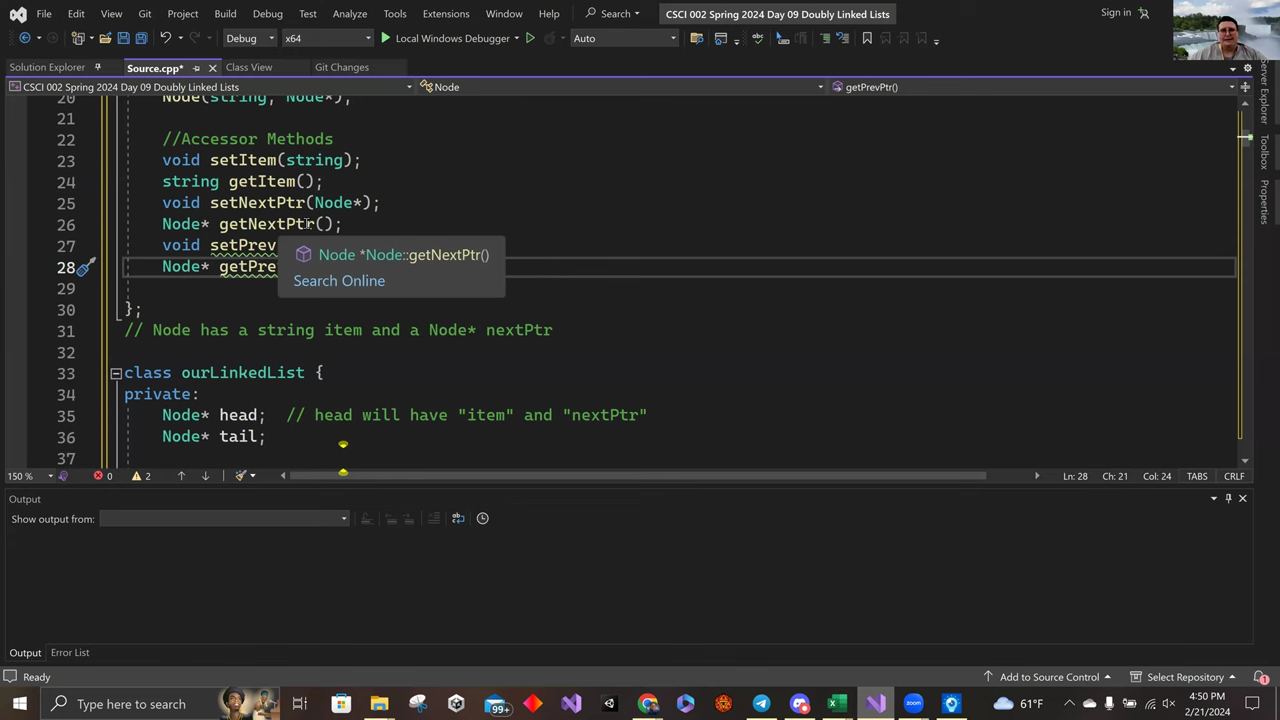 File Edit View Git Project Build Debug Test Analyze Tools Extensions Window Help Search CSCI 002 Spring 2024 Day 09 Doubly Linked Lists Sign in
Debug x64 Local Windows Debugger Auto
Solution Explorer Source.cpp* Class View Git Changes
CSCI 002 Spring 2024 Day 09 Doubly Linked Lists Node getPrevPtr()
20 Node(string, Node*);
21
22 //Accessor Methods
23 void setItem(string);
24 string getItem();
25 void setNextPtr(Node*);
26 Node* getNextPtr();
27 void setPrev
Node *Node::getNextPtr()
28 Node* getPre
Search Online
29
30 };
31 // Node has a string item and a Node* nextPtr
32
33 class ourLinkedList {
34 private:
35 Node* head; // head will have "item" and "nextPtr"
36 Node* tail;
37
150 % 0 2 Ln: 28 Ch: 21 Col: 24 TABS CRLF
Output
Show output from:
Output Error List
Ready Add to Source Control Select Repository 1
Type here to search 99+ 61°F 4:50 PM
2/21/2024
Server Explorer
Toolbox
Properties